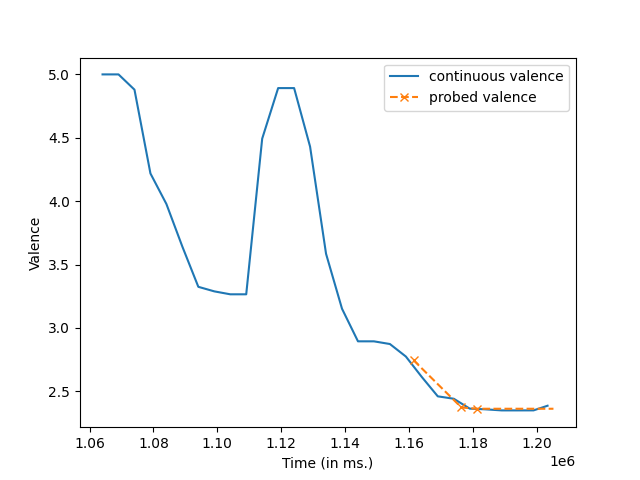 continuous valence
probed valence
5.0
4.5
4.0
3.5
3.0
2.5
Valence
1.06 1.08 1.10 1.12 1.14 1.16 1.18 1.20
1e6
Time (in ms.)